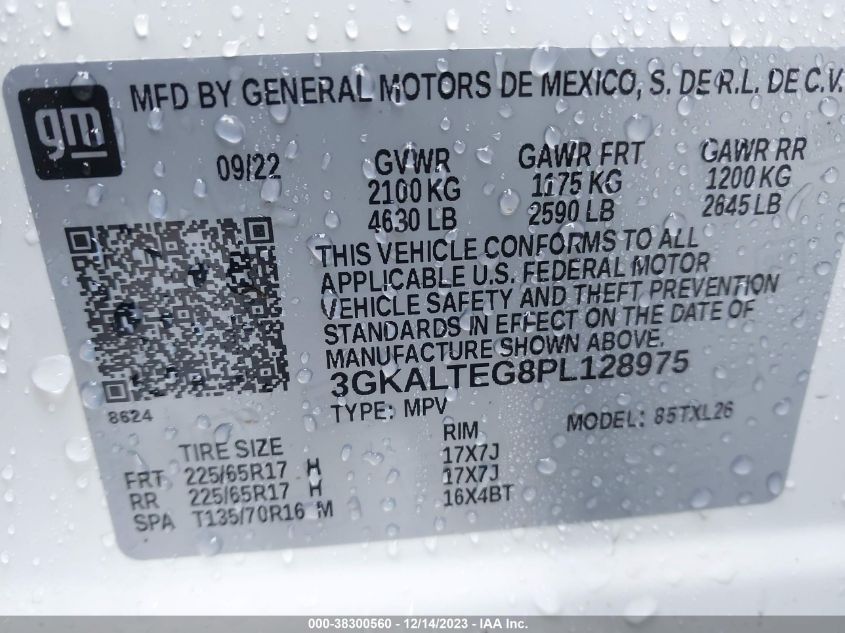 gm
MFD BY GENERAL MOTORS DE MEXICO, S. DE R.L. DE C.V.
09/22 GVWR GAWR FRT GAWR RR
2100 KG 1175 KG 1200 KG
4630 LB 2590 LB 2645 LB
THIS VEHICLE CONFORMS TO ALL
APPLICABLE U.S. FEDERAL MOTOR
VEHICLE SAFETY AND THEFT PREVENTION
STANDARDS IN EFFECT ON THE DATE OF
MANUFACTURE SHOWN ABOVE.
3GKALTEG8PL128975
8624 TYPE: MPV MODEL: 85TXL26
TIRE SIZE RIM
FRT 225/65R17 H 17X7J
RR 225/65R17 H 17X7J
SPA T135/70R16 M 16X4BT
000-38300560 - 12/14/2023 - IAA Inc.